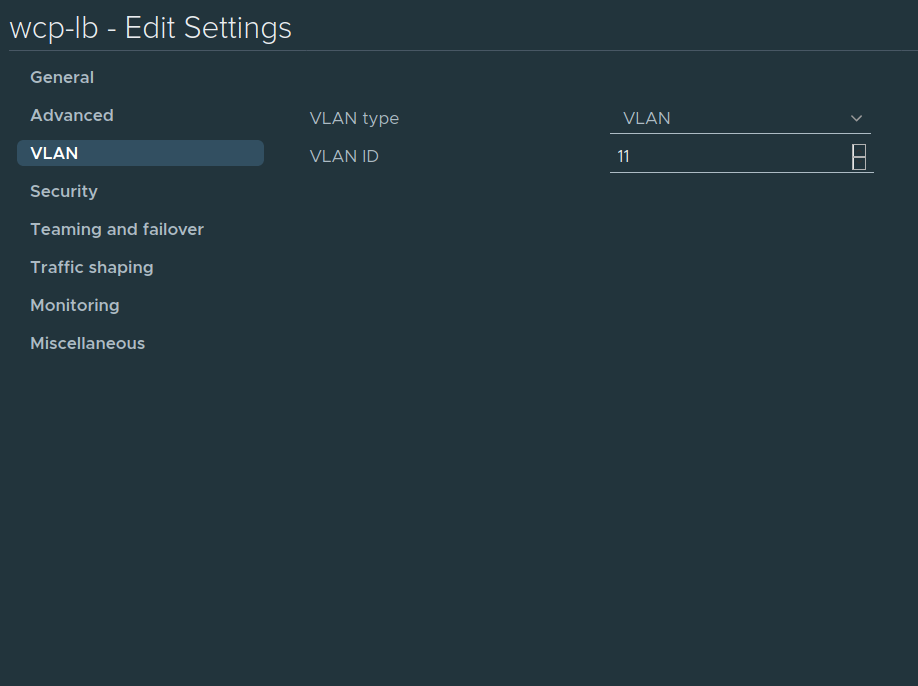 wcp-lb - Edit Settings
General
Advanced
VLAN
Security
Teaming and failover
Traffic shaping
Monitoring
Miscellaneous
VLAN type VLAN
VLAN ID 11